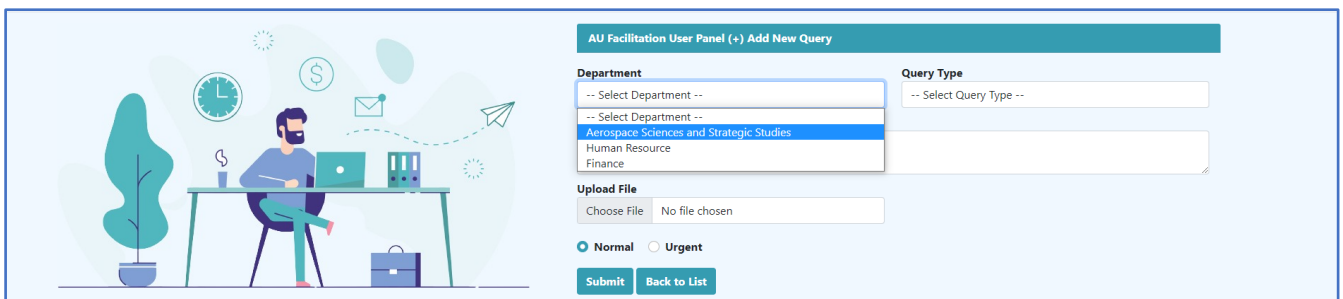 AU Facilitation User Panel (+) Add New Query
Department
Query Type
-- Select Department --
-- Select Query Type --
-- Select Department --
Aerospace Sciences and Strategic Studies
Human Resource
Finance
Upload File
Choose File No file chosen
Normal Urgent
Submit Back to List
$